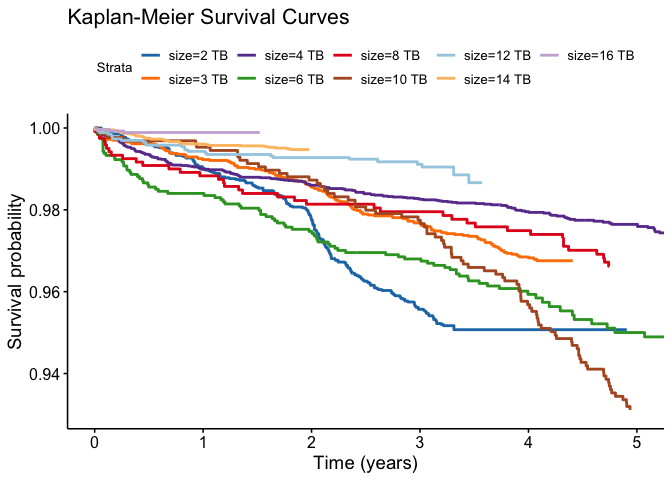 Kaplan-Meier Survival Curves
Strata
size=2 TB size=4 TB size=8 TB size=12 TB size=16 TB
size=3 TB size=6 TB size=10 TB size=14 TB
1.00
0.98
0.96
0.94
Survival probability
0 1 2 3 4 5
Time (years)